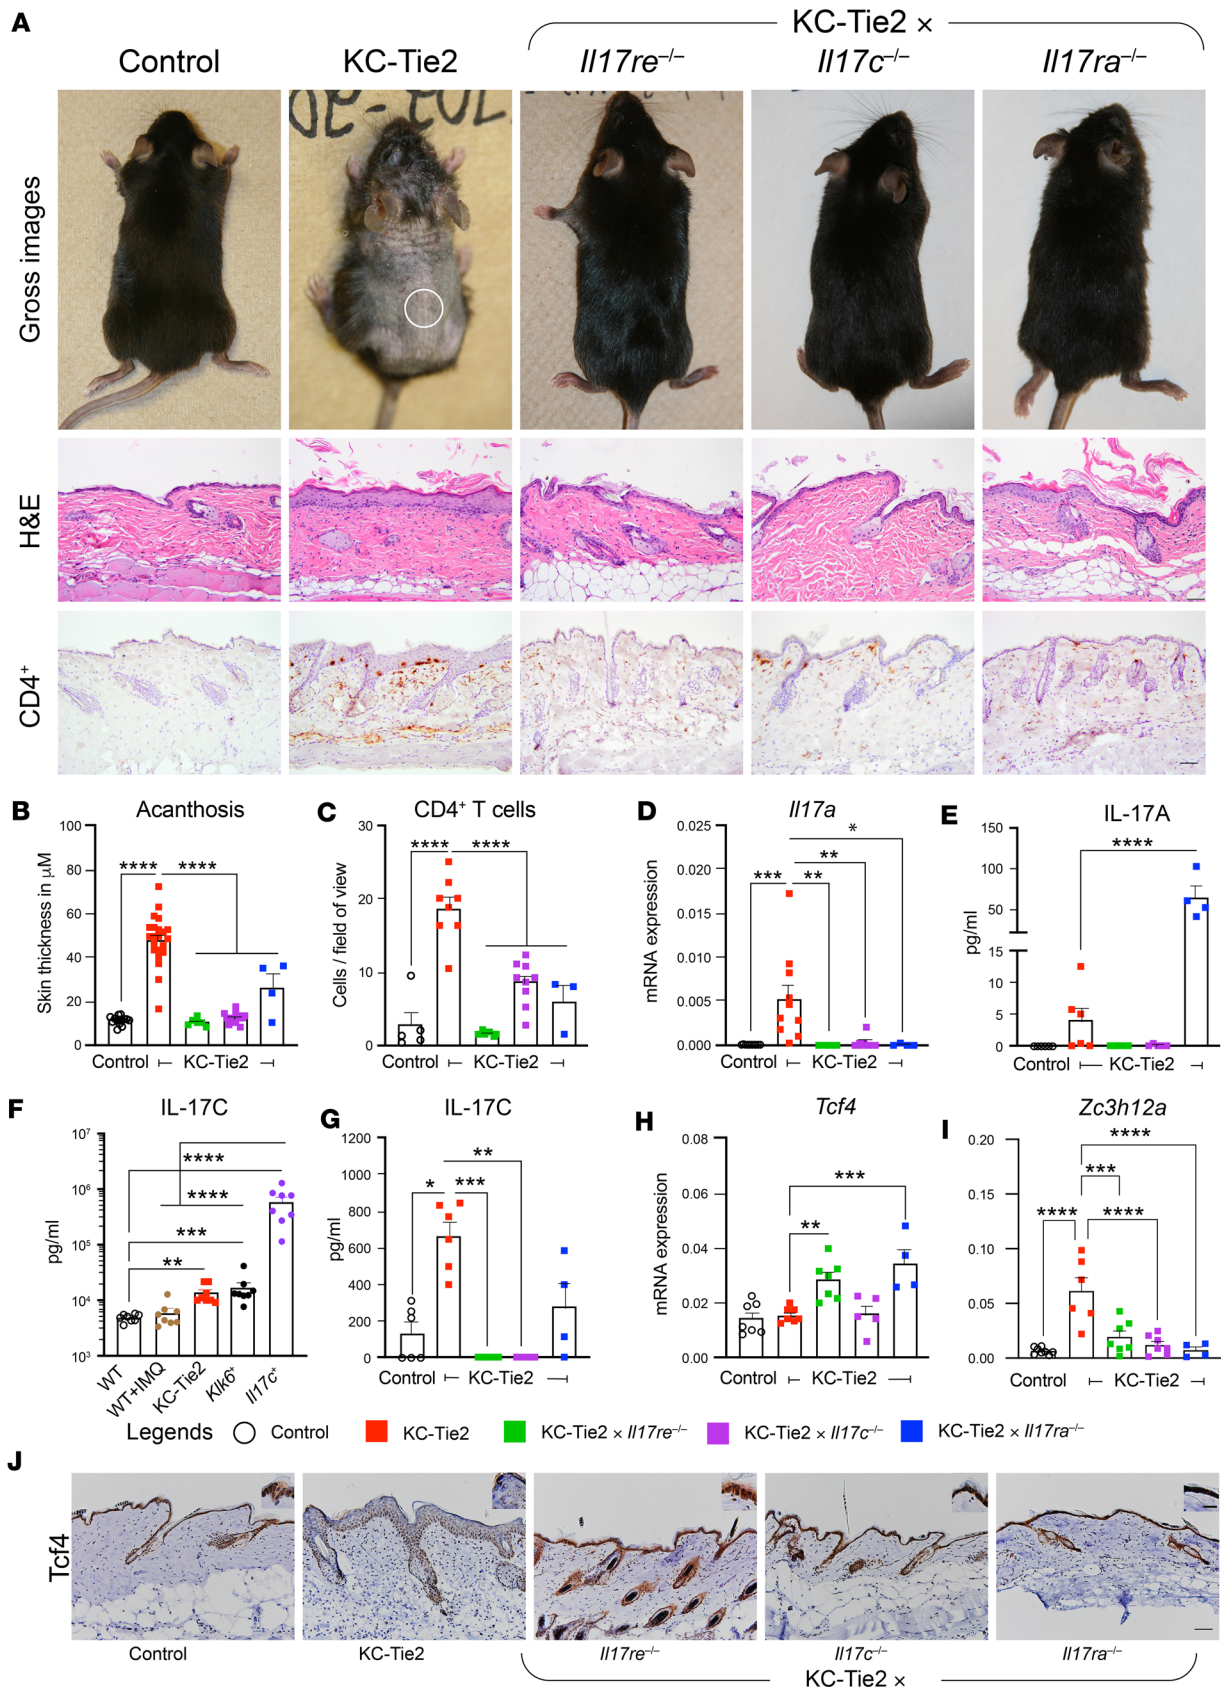 A
KC-Tie2 ×
Control
KC-Tie2
Il17re–/–
Il17c–/–
Il17ra–/–
Gross images
H&E
CD4+
B
Acanthosis
Skin thickness in μM
100
80
60
40
20
0
****
****
Control
KC-Tie2
C
CD4+ T cells
Cells / field of view
30
20
10
0
****
****
Control
KC-Tie2
D
Il17a
mRNA expression
0.025
0.020
0.015
0.010
0.005
0.000
*
**
***
**
Control
KC-Tie2
E
IL-17A
pg/ml
150
100
50
15
10
5
0
****
Control
KC-Tie2
F
IL-17C
pg/ml
107
106
105
104
103
****
****
***
**
WT
WT+IMQ
KC-Tie2
Klk6+
Il17c+
G
IL-17C
pg/ml
1200
1000
800
600
400
200
0
**
*
***
Control
KC-Tie2
H
Tcf4
mRNA expression
0.08
0.06
0.04
0.02
0.00
***
**
Control
KC-Tie2
I
Zc3h12a
0.20
0.15
0.10
0.05
0.00
****
***
****
****
Control
KC-Tie2
Legends
Control
KC-Tie2
KC-Tie2 × Il17re–/–
KC-Tie2 × Il17c–/–
KC-Tie2 × Il17ra–/–
J
Tcf4
Control
KC-Tie2
Il17re–/–
Il17c–/–
Il17ra–/–
KC-Tie2 ×